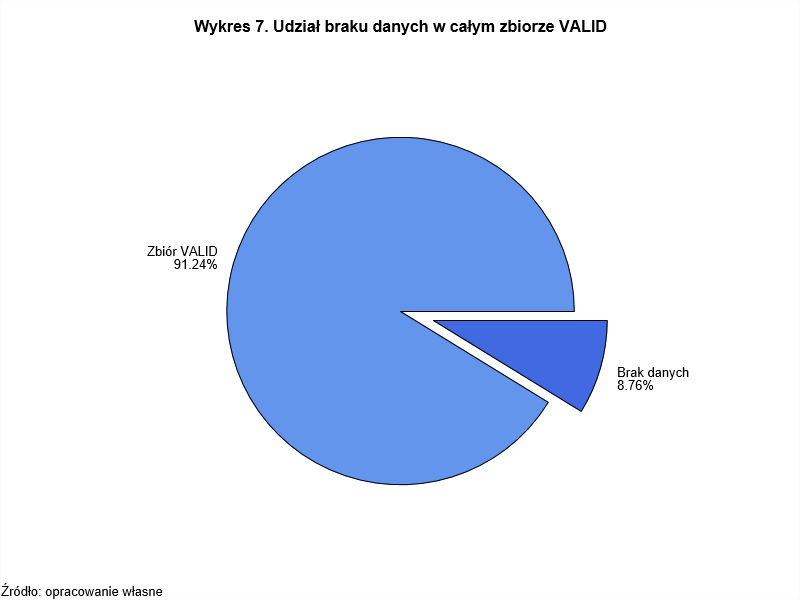 Wykres 7. Udział braku danych w całym zbiorze VALID
Zbiór VALID
91.24%
Brak danych
8.76%
Źródło: opracowanie własne